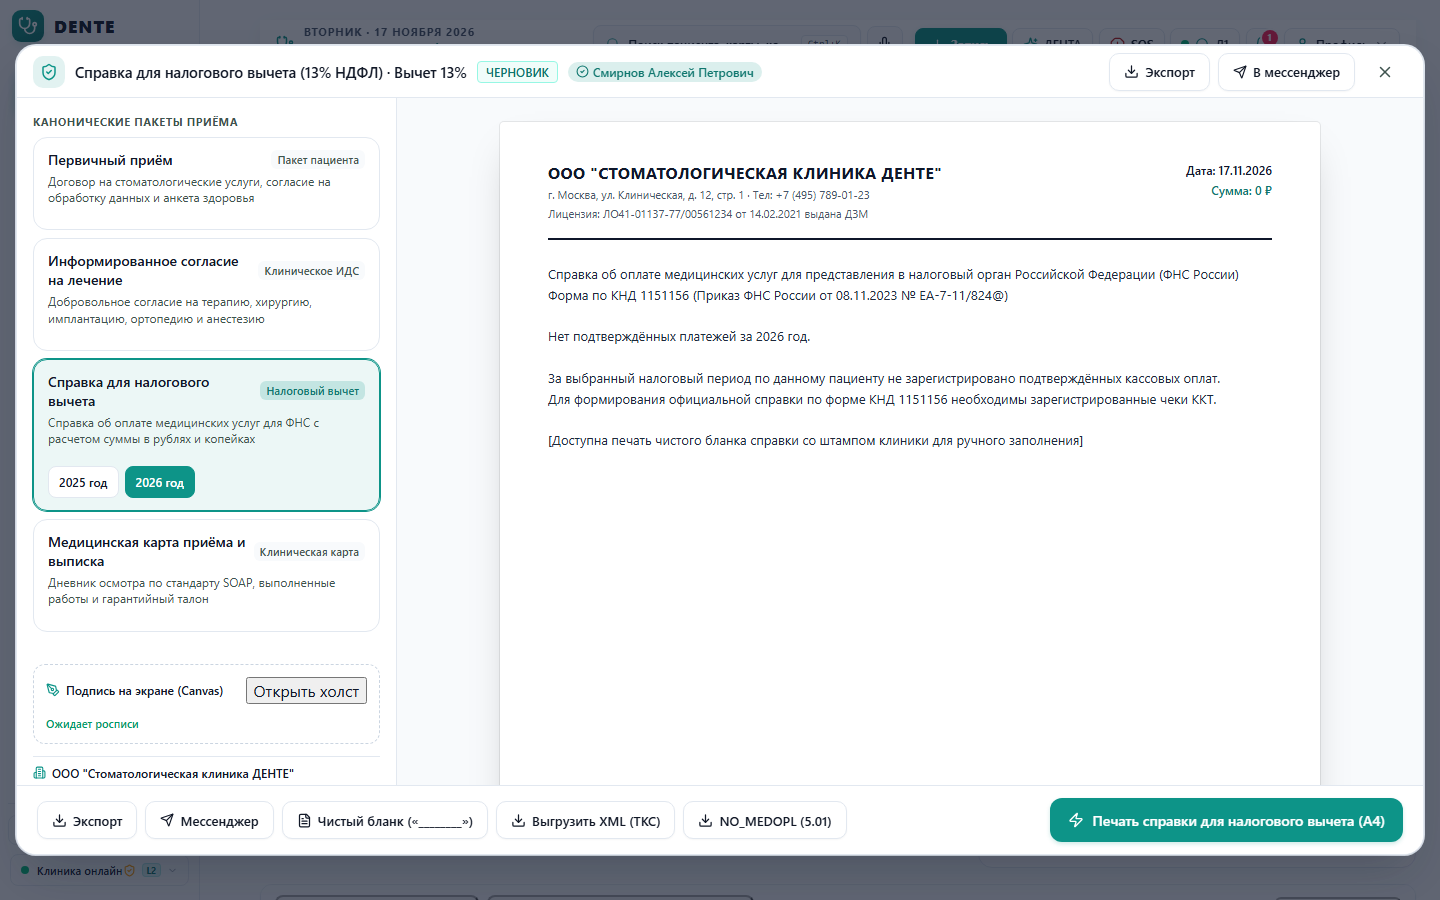 DENTE
ВТОРНИК · 17 НОЯБРЯ 2026
Справка для налогового вычета (13% НДФЛ) · Вычет 13%
ЧЕРНОВИК
Смирнов Алексей Петрович
Экспорт
В мессенджер
1
КАНОНИЧЕСКИЕ ПАКЕТЫ ПРИЁМА
Первичный приём
Пакет пациента
Договор на стоматологические услуги, согласие на
обработку данных и анкета здоровья
Информированное согласие
на лечение
Клиническое ИДС
Добровольное согласие на терапию, хирургию,
имплантацию, ортопедию и анестезию
Справка для налогового
вычета
Налоговый вычет
Справка об оплате медицинских услуг для ФНС с
расчетом суммы в рублях и копейках
2025 год
2026 год
Медицинская карта приёма и
выписка
Клиническая карта
Дневник осмотра по стандарту SOAP, выполненные
работы и гарантийный талон
Подпись на экране (Canvas)
Открыть холст
Ожидает росписи
ООО "Стоматологическая клиника ДЕНТЕ"
ООО "СТОМАТОЛОГИЧЕСКАЯ КЛИНИКА ДЕНТЕ"
г. Москва, ул. Клиническая, д. 12, стр. 1 · Тел: +7 (495) 789-01-23
Лицензия: ЛО41-01137-77/00561234 от 14.02.2021 выдана ДЗМ
Дата: 17.11.2026
Сумма: 0 ₽
Справка об оплате медицинских услуг для представления в налоговый орган Российской Федерации (ФНС России)
Форма по КНД 1151156 (Приказ ФНС России от 08.11.2023 № ЕА-7-11/824@)
Нет подтверждённых платежей за 2026 год.
За выбранный налоговый период по данному пациенту не зарегистрировано подтверждённых кассовых оплат.
Для формирования официальной справки по форме КНД 1151156 необходимы зарегистрированные чеки ККТ.
[Доступна печать чистого бланка справки со штампом клиники для ручного заполнения]
Экспорт
Мессенджер
Чистый бланк («________»)
Выгрузить XML (ТКС)
NO_MEDOPL (5.01)
Печать справки для налогового вычета (А4)
Клиника онлайн
L2